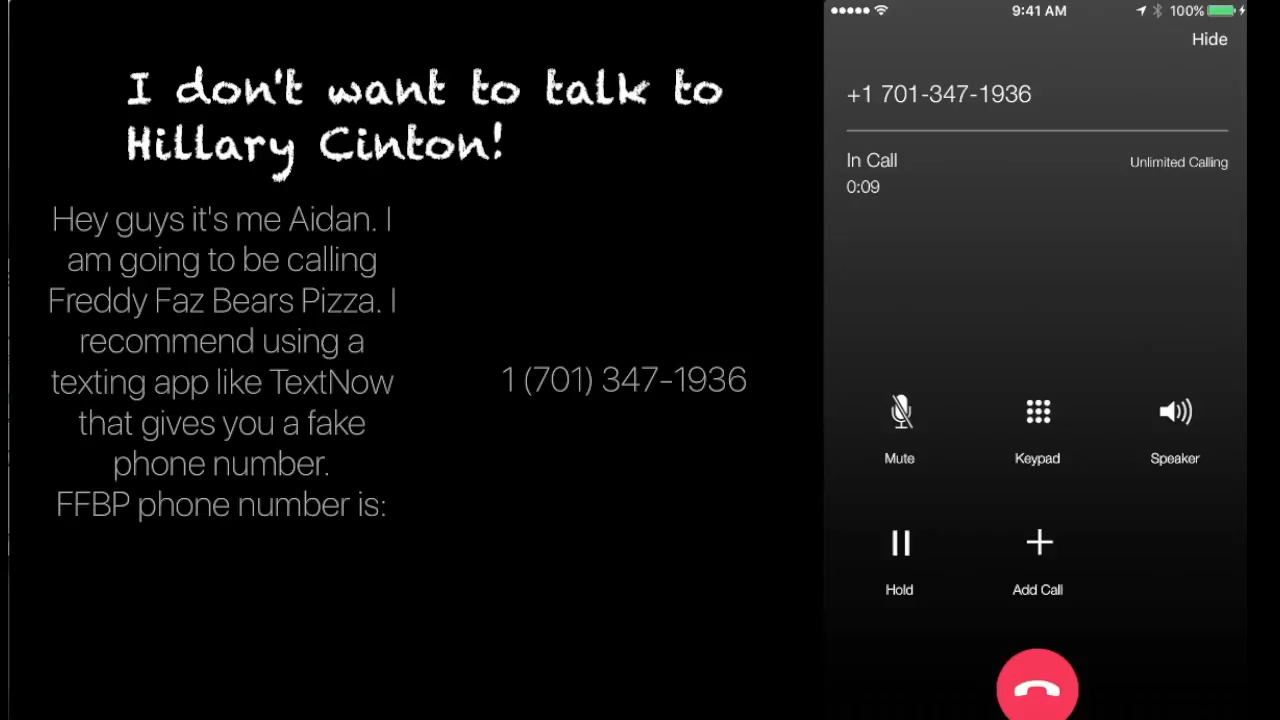 I don't want to talk to
Hillary Cinton!
Hey guys it's me Aidan. I
am going to be calling
Freddy Faz Bears Pizza. I
recommend using a
texting app like TextNow
that gives you a fake
phone number.
FFBP phone number is:
1 (701) 347-1936
9:41 AM
100%
Hide
+1 701-347-1936
In Call
Unlimited Calling
0:09
Mute
Keypad
Speaker
Hold
Add Call